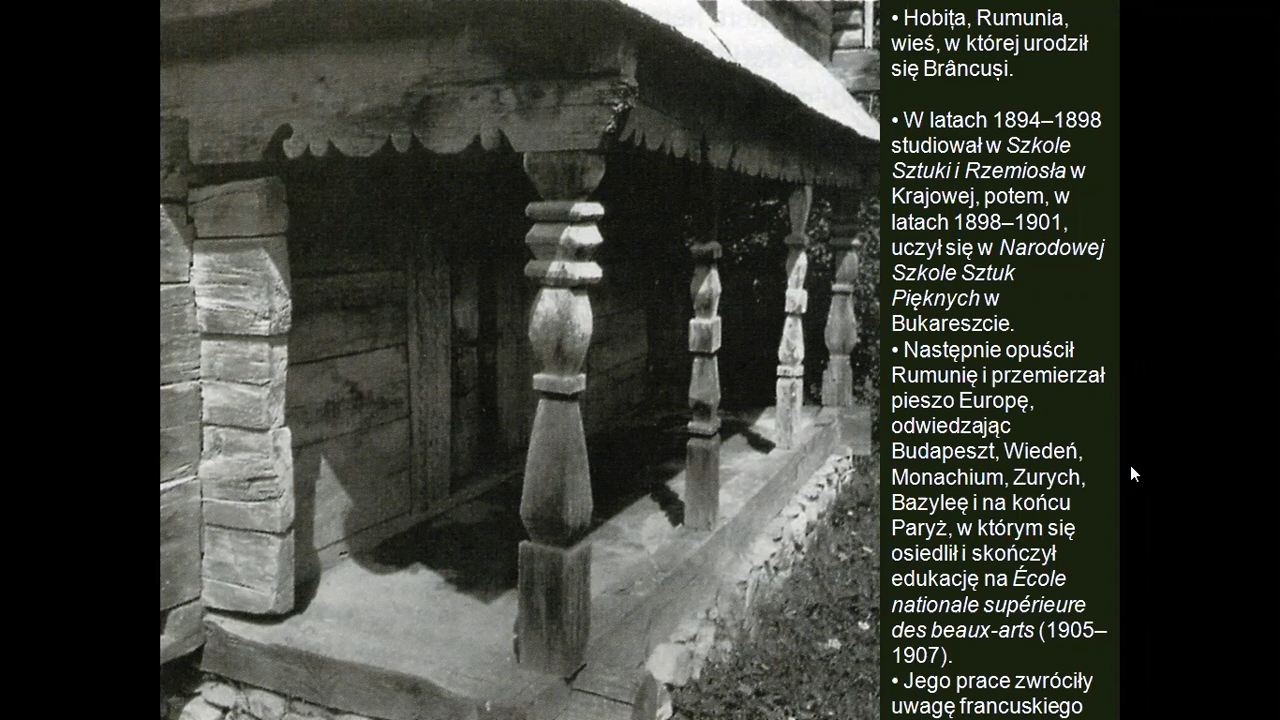 • Hobița, Rumunia,
wieś, w której urodził
się Brâncuși.
• W latach 1894–1898
studiował w Szkole
Sztuki i Rzemiosła w
Krajowej, potem, w
latach 1898–1901,
uczył się w Narodowej
Szkole Sztuk
Pięknych w
Bukareszcie.
• Następnie opuścił
Rumunię i przemierzał
pieszo Europę,
odwiedzając
Budapeszt, Wiedeń,
Monachium, Zurych,
Bazyleę i na końcu
Paryż, w którym się
osiedlił i skończył
edukację na École
nationale supérieure
des beaux-arts (1905–
1907).
• Jego prace zwróciły
uwagę francuskiego